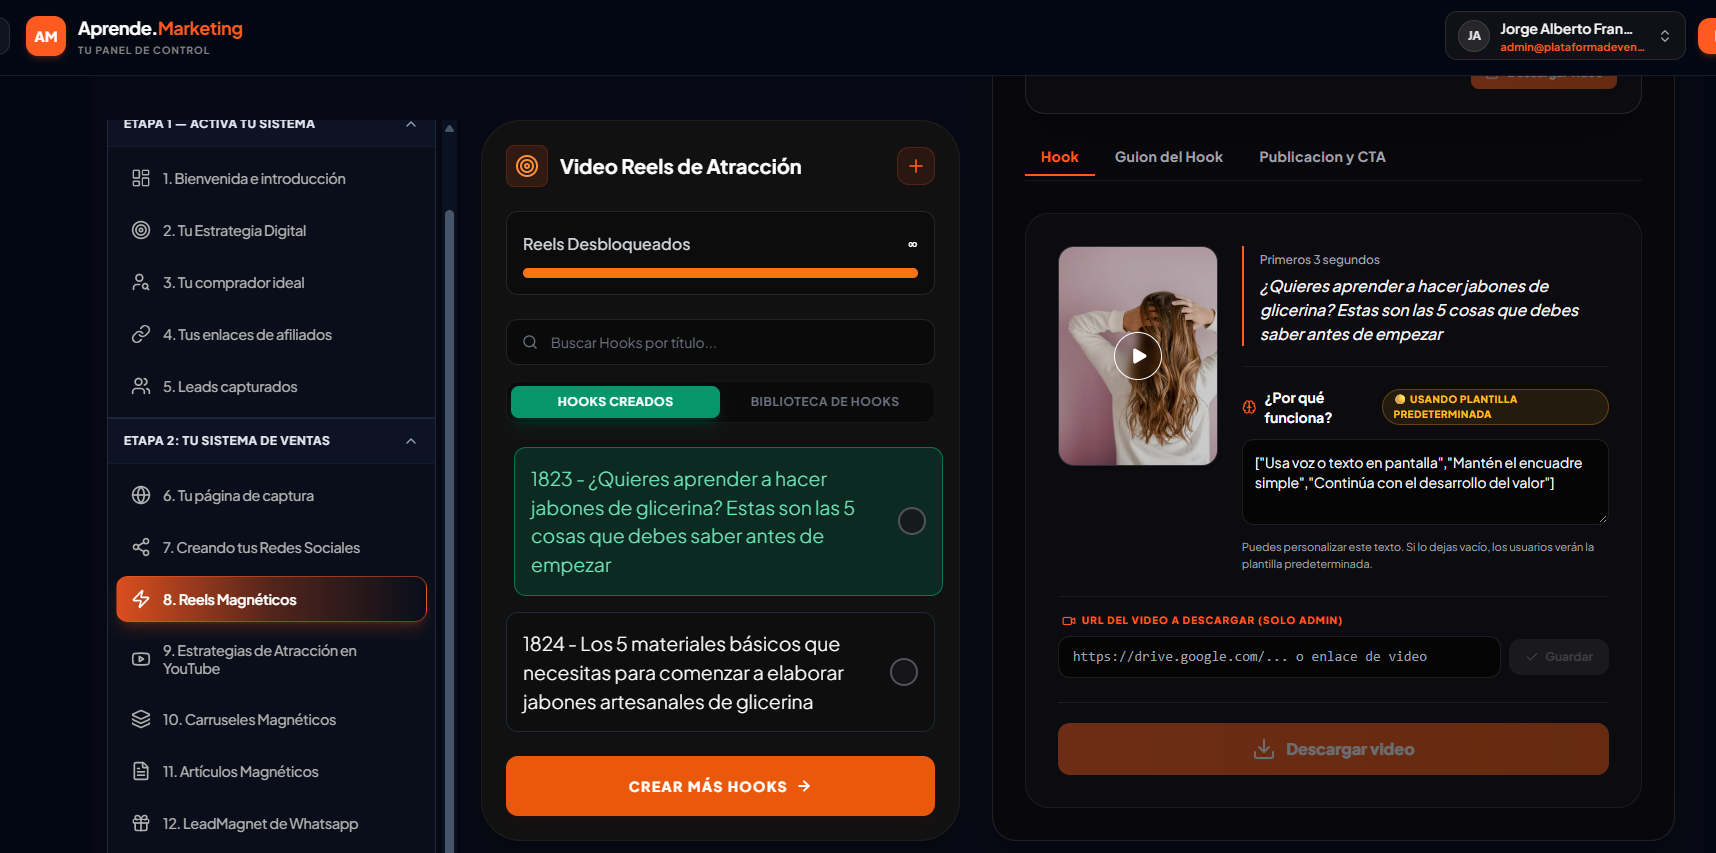 AM
Aprende.Marketing
TU PANEL DE CONTROL
JA
Jorge Alberto Fran...
admin@plataformadeven...
ETAPA 1 — ACTIVA TU SISTEMA
1. Bienvenida e introducción
2. Tu Estrategia Digital
3. Tu comprador ideal
4. Tus enlaces de afiliados
5. Leads capturados
ETAPA 2: TU SISTEMA DE VENTAS
6. Tu página de captura
7. Creando tus Redes Sociales
8. Reels Magnéticos
9. Estrategias de Atracción en
YouTube
10. Carruseles Magnéticos
11. Artículos Magnéticos
12. LeadMagnet de Whatsapp
Video Reels de Atracción
Reels Desbloqueados
∞
Buscar Hooks por título...
HOOKS CREADOS
BIBLIOTECA DE HOOKS
1823 - ¿Quieres aprender a hacer
jabones de glicerina? Estas son las 5
cosas que debes saber antes de
empezar
1824 - Los 5 materiales básicos que
necesitas para comenzar a elaborar
jabones artesanales de glicerina
CREAR MÁS HOOKS →
Hook
Guion del Hook
Publicacion y CTA
Primeros 3 segundos
¿Quieres aprender a hacer jabones de
glicerina? Estas son las 5 cosas que debes
saber antes de empezar
¿Por qué
funciona?
USANDO PLANTILLA
PREDETERMINADA
["Usa voz o texto en pantalla","Mantén el encuadre
simple","Continúa con el desarrollo del valor"]
Puedes personalizar este texto. Si lo dejas vacío, los usuarios verán la
plantilla predeterminada.
URL DEL VIDEO A DESCARGAR (SOLO ADMIN)
https://drive.google.com/... o enlace de video
Guardar
Descargar video